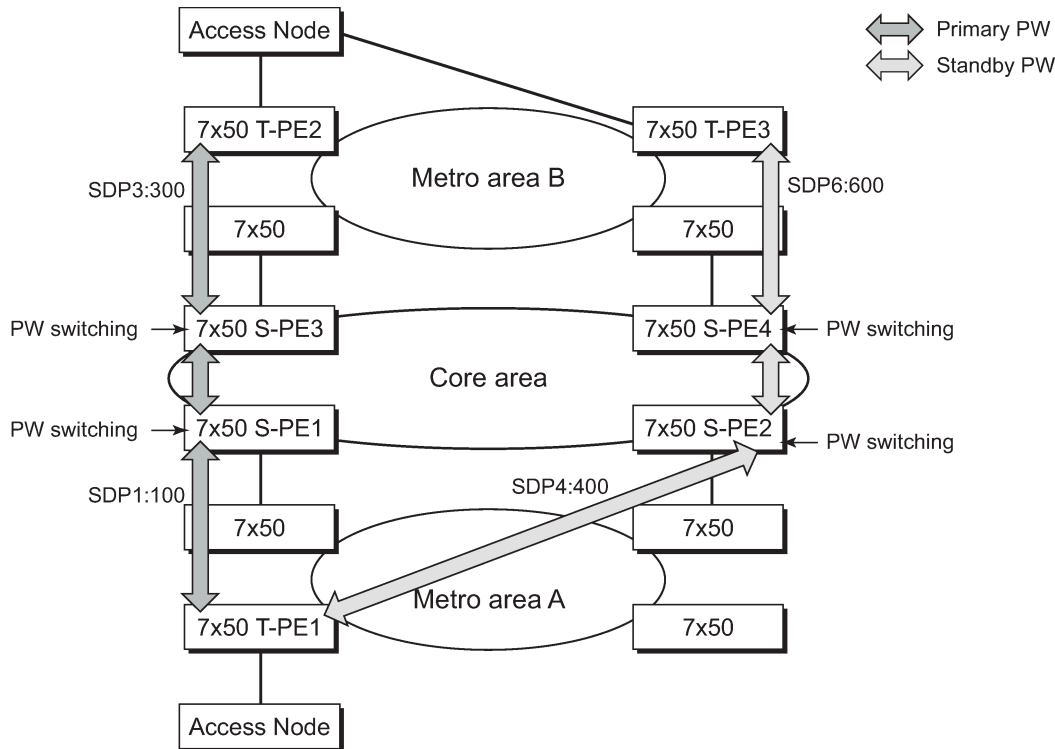 Access Node
Primary PW
Standby PW
7x50 T-PE2
7x50 T-PE3
Metro area B
SDP3:300
SDP6:600
7x50
7x50
PW switching
7x50 S-PE3
7x50 S-PE4
PW switching
Core area
PW switching
7x50 S-PE1
7x50 S-PE2
PW switching
SDP1:100
SDP4:400
7x50
7x50
Metro area A
7x50 T-PE1
7x50
Access Node